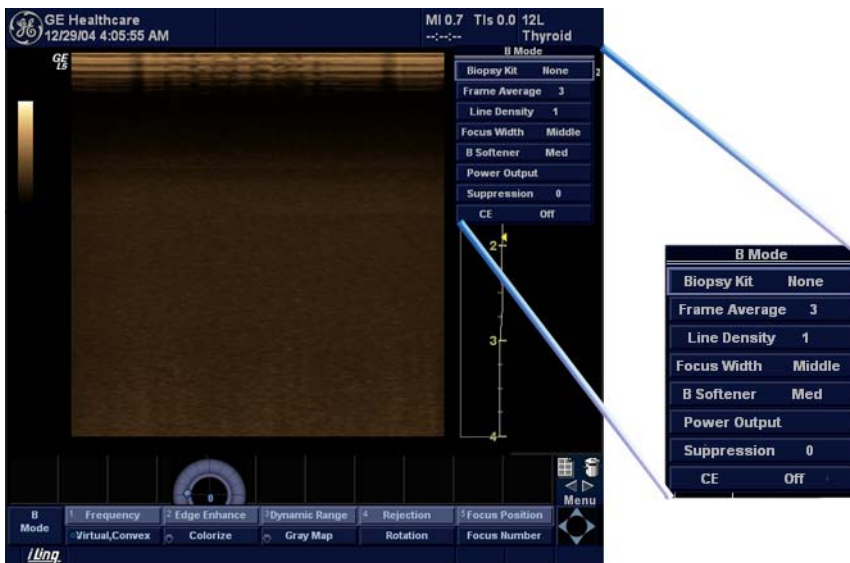 GE Healthcare MI 0.7 TIs 0.0 12L
12/29/04 4:05:55 AM --:--:-- Thyroid
GE
L5
B Mode
Biopsy Kit None
2
Frame Average 3
Line Density 1
Focus Width Middle
B Softener Med
Power Output
Suppression 0
CE Off
2
3
4
B Mode
Biopsy Kit None
Frame Average 3
Line Density 1
Focus Width Middle
B Softener Med
Power Output
Suppression 0
CE Off
0
Menu
B Mode
1 Frequency 2 Edge Enhance 3 Dynamic Range 4 Rejection 5 Focus Position
Virtual,Convex Colorize Gray Map Rotation Focus Number
iLinq